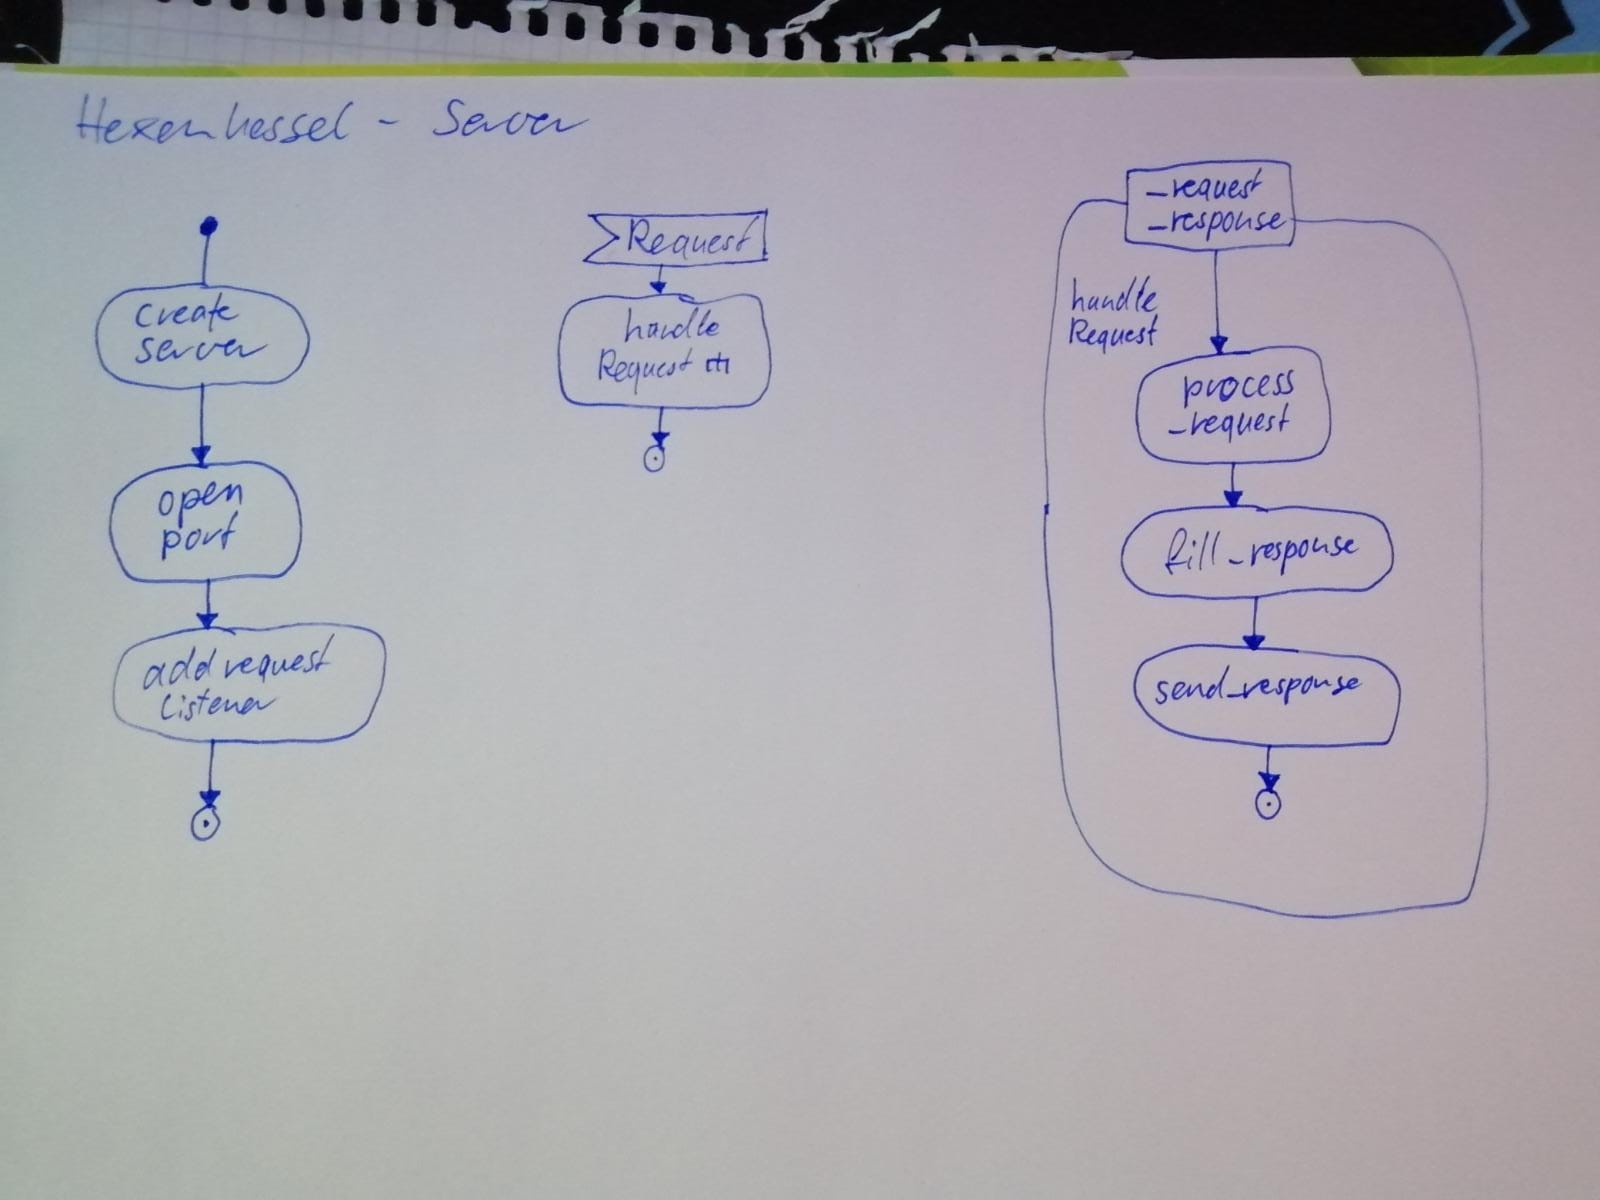 Hexenkessel - Server
create
server
open
port
add request
Listener
Request
handle
Request
_request
_response
handle
Request
process
_request
fill_response
send_response